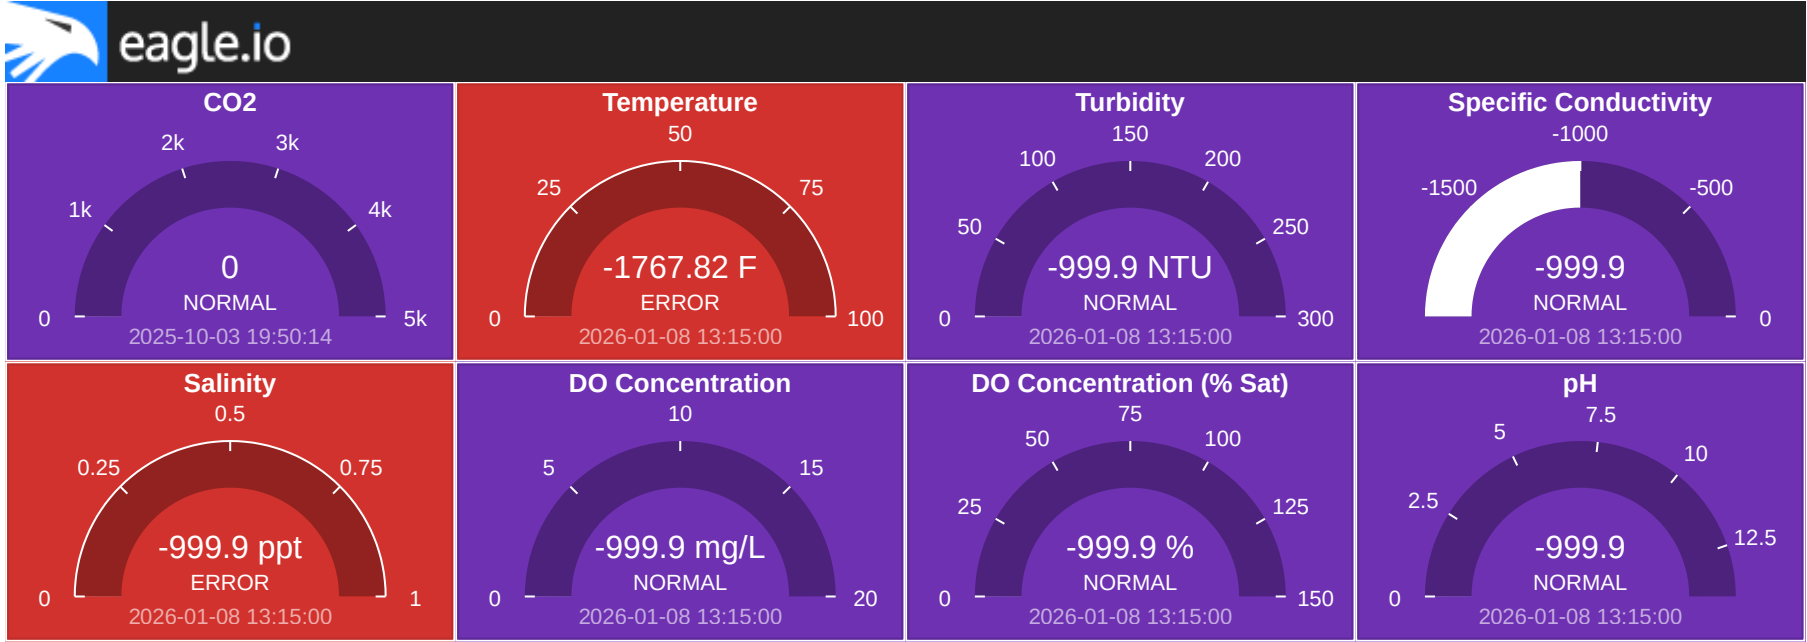 eagle.io
CO2
2k
3k
1k
4k
0
NORMAL
0
5k
2025-10-03 19:50:14
Temperature
50
25
75
-1767.82 F
ERROR
0
100
2026-01-08 13:15:00
Turbidity
150
100
200
50
250
-999.9 NTU
NORMAL
0
300
2026-01-08 13:15:00
Specific Conductivity
-1000
-1500
-500
-999.9
NORMAL
0
2026-01-08 13:15:00
Salinity
0.5
0.25
0.75
-999.9 ppt
ERROR
0
1
2026-01-08 13:15:00
DO Concentration
10
5
15
-999.9 mg/L
NORMAL
0
20
2026-01-08 13:15:00
DO Concentration (% Sat)
75
50
100
25
125
-999.9 %
NORMAL
0
150
2026-01-08 13:15:00
pH
7.5
5
10
2.5
12.5
-999.9
NORMAL
0
2026-01-08 13:15:00